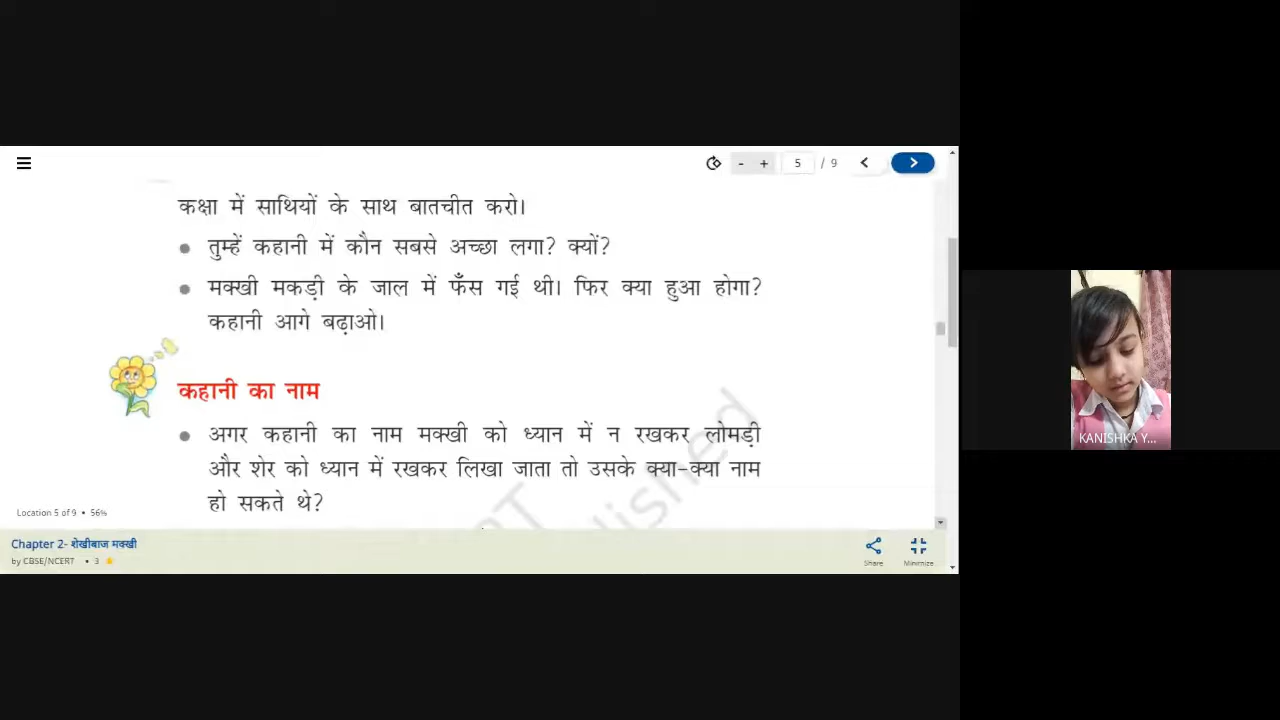 5 / 9
कक्षा में साथियों के साथ बातचीत करो।
• तुम्हें कहानी में कौन सबसे अच्छा लगा? क्यों?
• मक्खी मकड़ी के जाल में फँस गई थी। फिर क्या हुआ होगा?
कहानी आगे बढ़ाओ।
कहानी का नाम
• अगर कहानी का नाम मक्खी को ध्यान में न रखकर लोमड़ी
और शेर को ध्यान में रखकर लिखा जाता तो उसके क्या-क्या नाम
हो सकते थे?
Location 5 of 9 • 56%
Chapter 2- शेखीबाज मक्खी
by CBSE/NCERT • 3
Share
Minimize
KANISHKA Y...